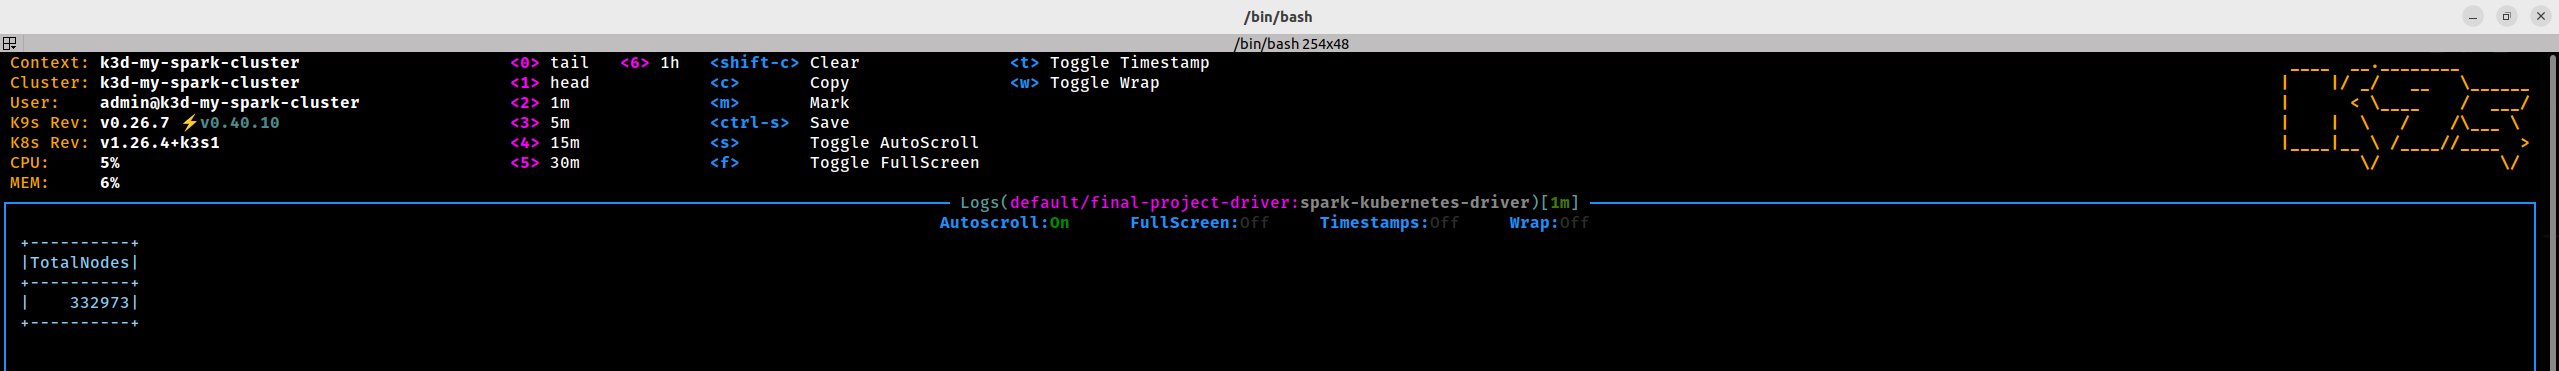 /bin/bash
/bin/bash 254x48
Context: k3d-my-spark-cluster <0> tail <6> 1h <shift-c> Clear <t> Toggle Timestamp
Cluster: k3d-my-spark-cluster <1> head <c> Copy <w> Toggle Wrap
User: admin@k3d-my-spark-cluster <2> 1m <m> Mark
K9s Rev: v0.26.7 ⚡v0.40.10 <3> 5m <ctrl-s> Save
K8s Rev: v1.26.4+k3s1 <4> 15m <s> Toggle AutoScroll
CPU: 5% <5> 30m <f> Toggle FullScreen
MEM: 6%
Logs(default/final-project-driver:spark-kubernetes-driver)[1m]
Autoscroll:On FullScreen:Off Timestamps:Off Wrap:Off
+----------+
|TotalNodes|
+----------+
|    332973|
+----------+